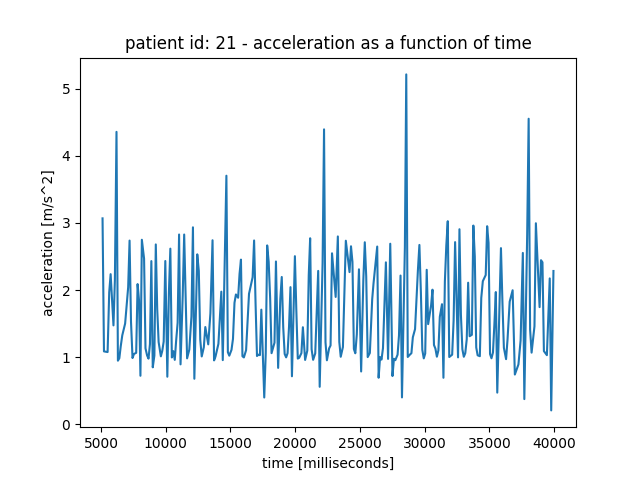 patient id: 21 - acceleration as a function of time
5
4
3
2
1
0
acceleration [m/s^2]
5000 10000 15000 20000 25000 30000 35000 40000
time [milliseconds]